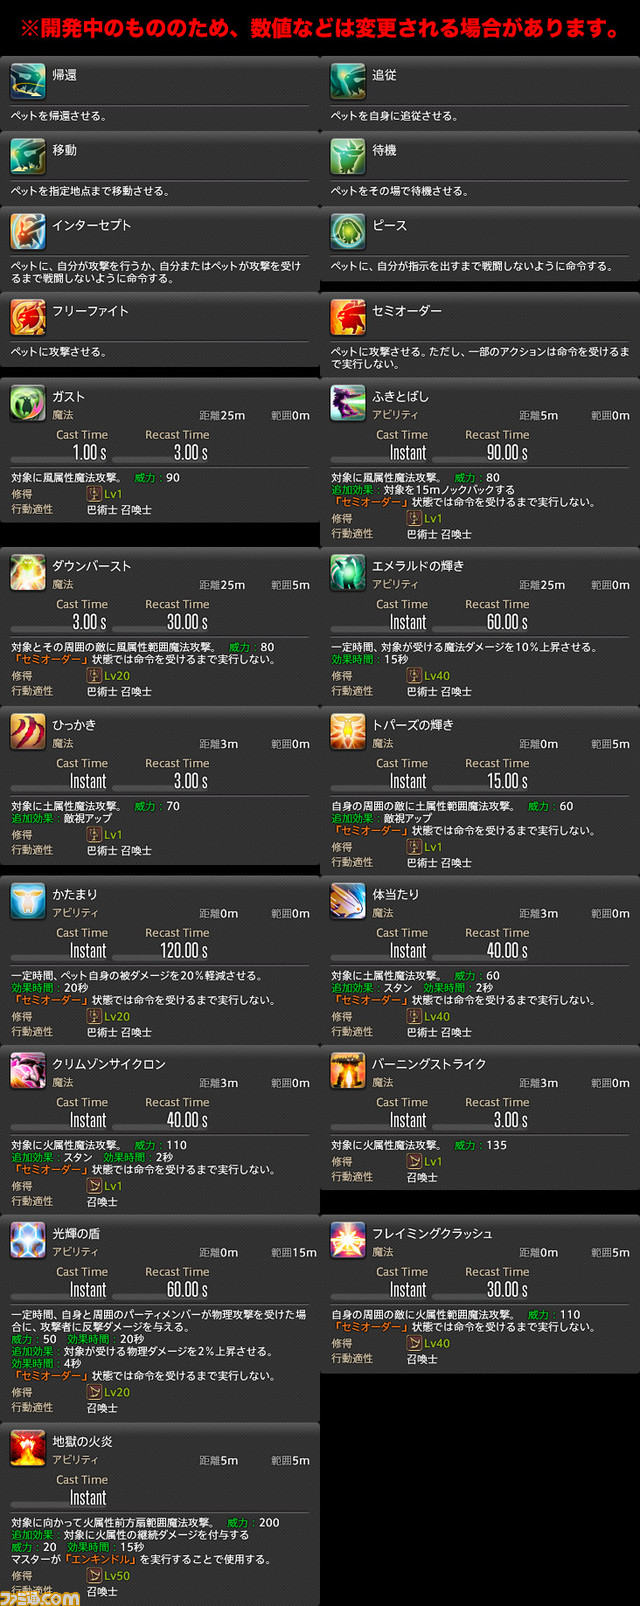 ※開発中のもののため、数値などは変更される場合があります。
帰還
ペットを帰還させる。
追従
ペットを自身に追従させる。
移動
ペットを指定地点まで移動させる。
待機
ペットをその場で待機させる。
インターセプト
ペットに、自分が攻撃を行うか、自分またはペットが攻撃を受け
るまで戦闘しないように命令する。
ピース
ペットに、自分が指示を出すまで戦闘しないように命令する。
フリーファイト
ペットに攻撃させる。
セミオーダー
ペットに攻撃させる。ただし、一部のアクションは命令を受けるま
で実行しない。
ガスト
魔法 距離25m 範囲0m
Cast Time Recast Time
1.00 s 3.00 s
対象に風属性魔法攻撃。 威力：90
修得 Lv1
行動適性 巴術士 召喚士
ふきとばし
アビリティ 距離5m 範囲0m
Cast Time Recast Time
Instant 90.00 s
対象に風属性魔法攻撃。 威力：80
追加効果：対象を15mノックバックする
「セミオーダー」状態では命令を受けるまで実行しない。
修得 Lv1
行動適性 巴術士 召喚士
ダウンバースト
魔法 距離25m 範囲5m
Cast Time Recast Time
3.00 s 30.00 s
対象とその周囲の敵に風属性範囲魔法攻撃。 威力：80
「セミオーダー」状態では命令を受けるまで実行しない。
修得 Lv20
行動適性 巴術士 召喚士
エメラルドの輝き
アビリティ 距離25m 範囲0m
Cast Time Recast Time
Instant 60.00 s
一定時間、対象が受ける魔法ダメージを10％上昇させる。
効果時間：15秒
修得 Lv40
行動適性 巴術士 召喚士
ひっかき
魔法 距離3m 範囲0m
Cast Time Recast Time
Instant 3.00 s
対象に土属性魔法攻撃。 威力：70
追加効果：敵視アップ
修得 Lv1
行動適性 巴術士 召喚士
トパーズの輝き
魔法 距離0m 範囲5m
Cast Time Recast Time
Instant 15.00 s
自身の周囲の敵に土属性範囲魔法攻撃。 威力：60
追加効果：敵視アップ
「セミオーダー」状態では命令を受けるまで実行しない。
修得 Lv1
行動適性 巴術士 召喚士
かたまり
アビリティ 距離0m 範囲0m
Cast Time Recast Time
Instant 120.00 s
一定時間、ペット自身の被ダメージを20％軽減させる。
効果時間：20秒
「セミオーダー」状態では命令を受けるまで実行しない。
修得 Lv20
行動適性 巴術士 召喚士
体当たり
魔法 距離3m 範囲0m
Cast Time Recast Time
Instant 40.00 s
対象に土属性魔法攻撃。 威力：60
追加効果：スタン 効果時間：2秒
「セミオーダー」状態では命令を受けるまで実行しない。
修得 Lv40
行動適性 巴術士 召喚士
クリムゾンサイクロン
魔法 距離3m 範囲0m
Cast Time Recast Time
Instant 40.00 s
対象に火属性魔法攻撃。 威力：110
追加効果：スタン 効果時間：2秒
「セミオーダー」状態では命令を受けるまで実行しない。
修得 Lv1
行動適性 召喚士
バーニングストライク
魔法 距離3m 範囲0m
Cast Time Recast Time
Instant 3.00 s
対象に火属性魔法攻撃。 威力：135
修得 Lv1
行動適性 召喚士
光輝の盾
アビリティ 距離0m 範囲15m
Cast Time Recast Time
Instant 60.00 s
一定時間、自身と周囲のパーティメンバーが物理攻撃を受けた場
合に、攻撃者に反撃ダメージを与える。
威力：50 効果時間：20秒
追加効果：対象が受ける物理ダメージを2％上昇させる。
効果時間：4秒
「セミオーダー」状態では命令を受けるまで実行しない。
修得 Lv20
行動適性 召喚士
フレイミングクラッシュ
魔法 距離0m 範囲5m
Cast Time Recast Time
Instant 30.00 s
自身の周囲の敵に火属性範囲魔法攻撃。 威力：110
「セミオーダー」状態では命令を受けるまで実行しない。
修得 Lv40
行動適性 召喚士
地獄の火炎
アビリティ 距離5m 範囲5m
Cast Time
Instant
対象に向かって火属性前方扇範囲魔法攻撃。 威力：200
追加効果：対象に火属性の継続ダメージを付与する
威力：20 効果時間：15秒
マスターが「エンキンドル」を実行することで使用する。
修得 Lv50
行動適性 召喚士
ファミ通.com